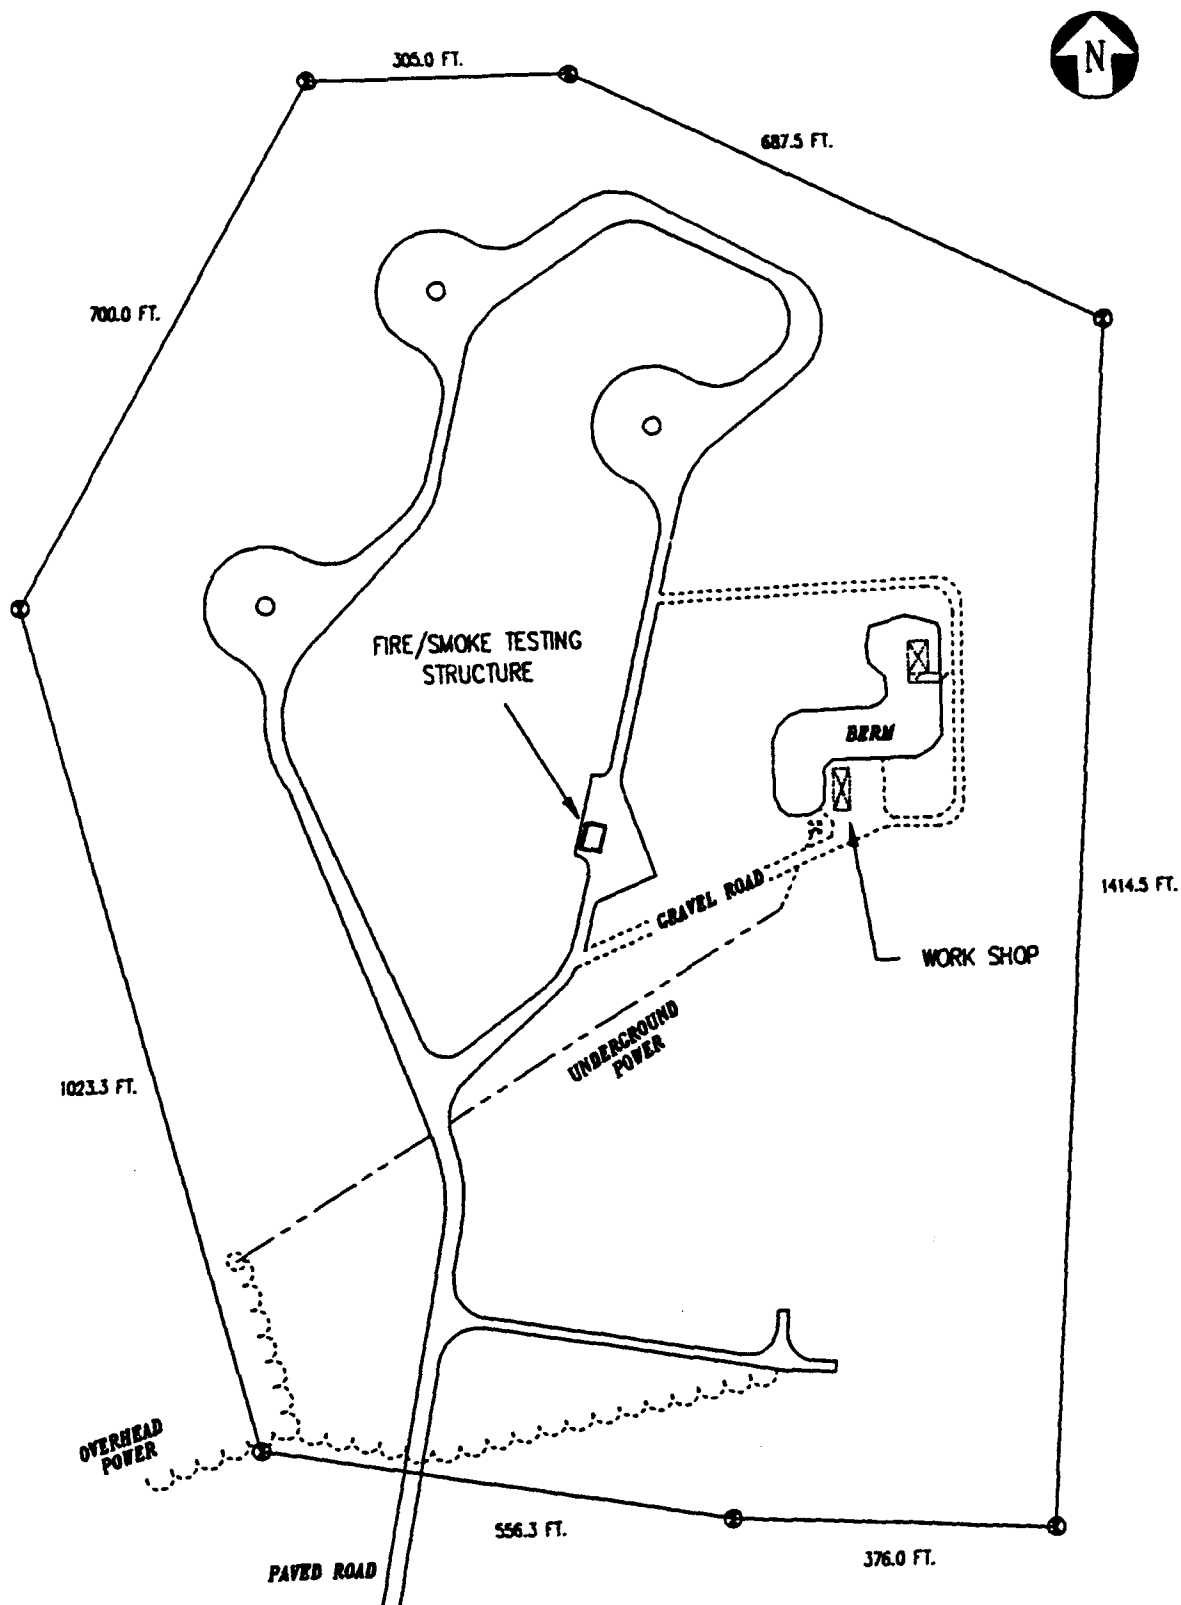 305.0 FT.
N
687.5 FT.
700.0 FT.
FIRE/SMOKE TESTING
STRUCTURE
BERM
1414.5 FT.
GRAVEL ROAD
WORK SHOP
UNDERGROUND
POWER
1023.3 FT.
OVERHEAD
POWER
556.3 FT.
376.0 FT.
PAVED ROAD